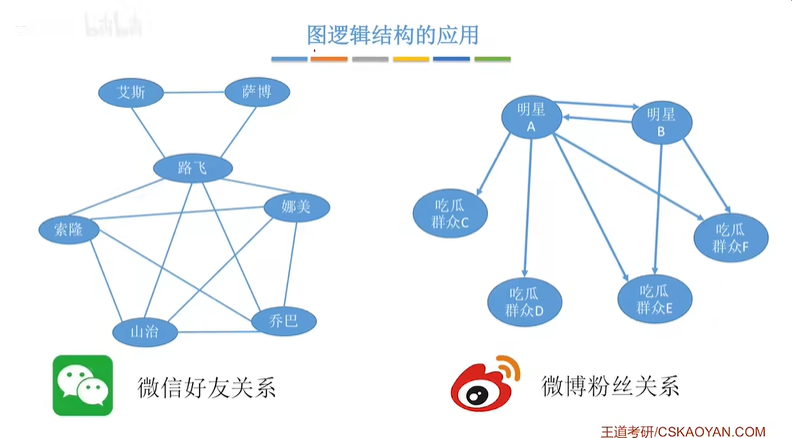 图逻辑结构的应用
艾斯
萨博
路飞
娜美
索隆
山治
乔巴
明星
A
明星
B
吃瓜
群众C
吃瓜
群众D
吃瓜
群众E
吃瓜
群众F
微信好友关系
微博粉丝关系
王道考研/CSKAOYAN.COM